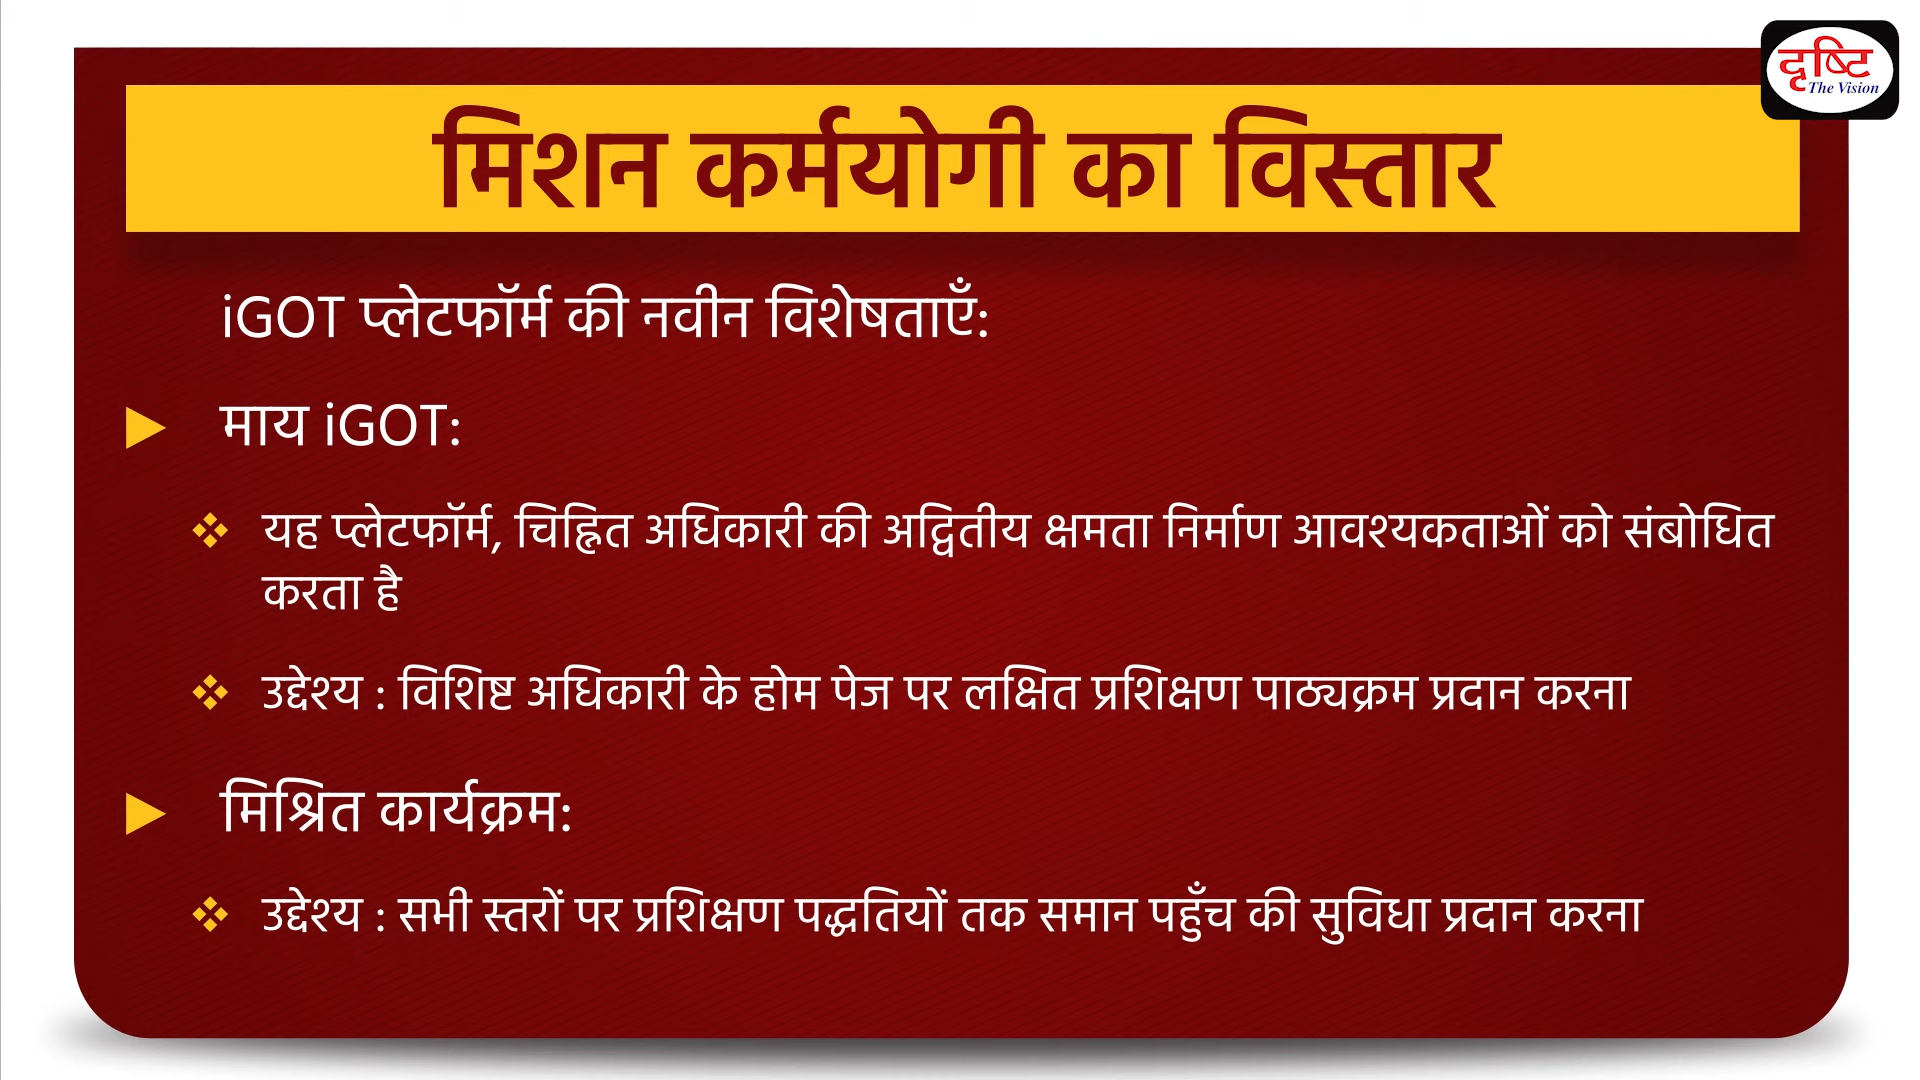 दृष्टि
The Vision
मिशन कर्मयोगी का विस्तार
iGOT प्लेटफॉर्म की नवीन विशेषताएँ:
▶ माय iGOT:
❖ यह प्लेटफॉर्म, चिह्नित अधिकारी की अद्वितीय क्षमता निर्माण आवश्यकताओं को संबोधित
करता है
❖ उद्देश्य : विशिष्ट अधिकारी के होम पेज पर लक्षित प्रशिक्षण पाठ्यक्रम प्रदान करना
▶ मिश्रित कार्यक्रम:
❖ उद्देश्य : सभी स्तरों पर प्रशिक्षण पद्धतियों तक समान पहुँच की सुविधा प्रदान करना